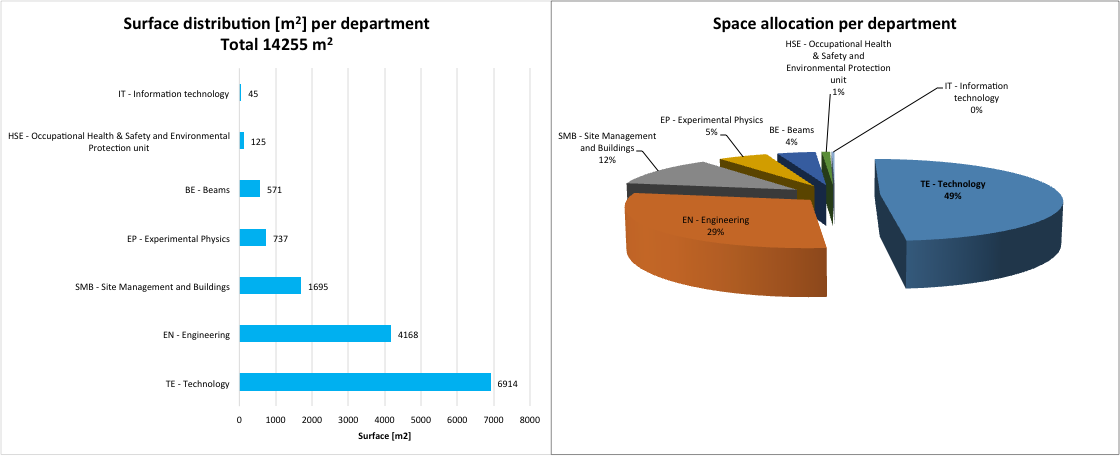 Surface distribution [m²] per department
Total 14255 m²
IT - Information technology
45
HSE - Occupational Health & Safety and Environmental
Protection unit
125
BE - Beams
571
EP - Experimental Physics
737
SMB - Site Management and Buildings
1695
EN - Engineering
4168
TE - Technology
6914
0 1000 2000 3000 4000 5000 6000 7000 8000
Surface [m2]
Space allocation per department
HSE - Occupational Health
& Safety and
Environmental Protection
unit
1%
IT - Information
technology
0%
EP - Experimental Physics
5%
BE - Beams
4%
SMB - Site Management
and Buildings
12%
TE - Technology
49%
EN - Engineering
29%